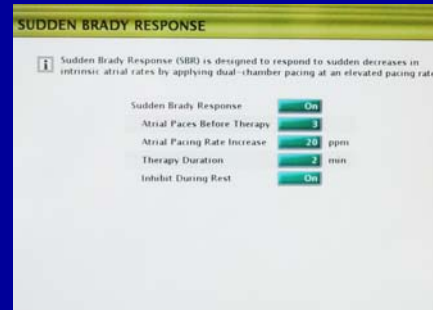 SUDDEN BRADY RESPONSE
i Sudden Brady Response (SBR) is designed to respond to sudden decreases in
intrinsic atrial rates by applying dual-chamber pacing at an elevated pacing rate
Sudden Brady Response On
Atrial Paces Before Therapy 3
Atrial Pacing Rate Increase 20 ppm
Therapy Duration 2 min
Inhibit During Rest On